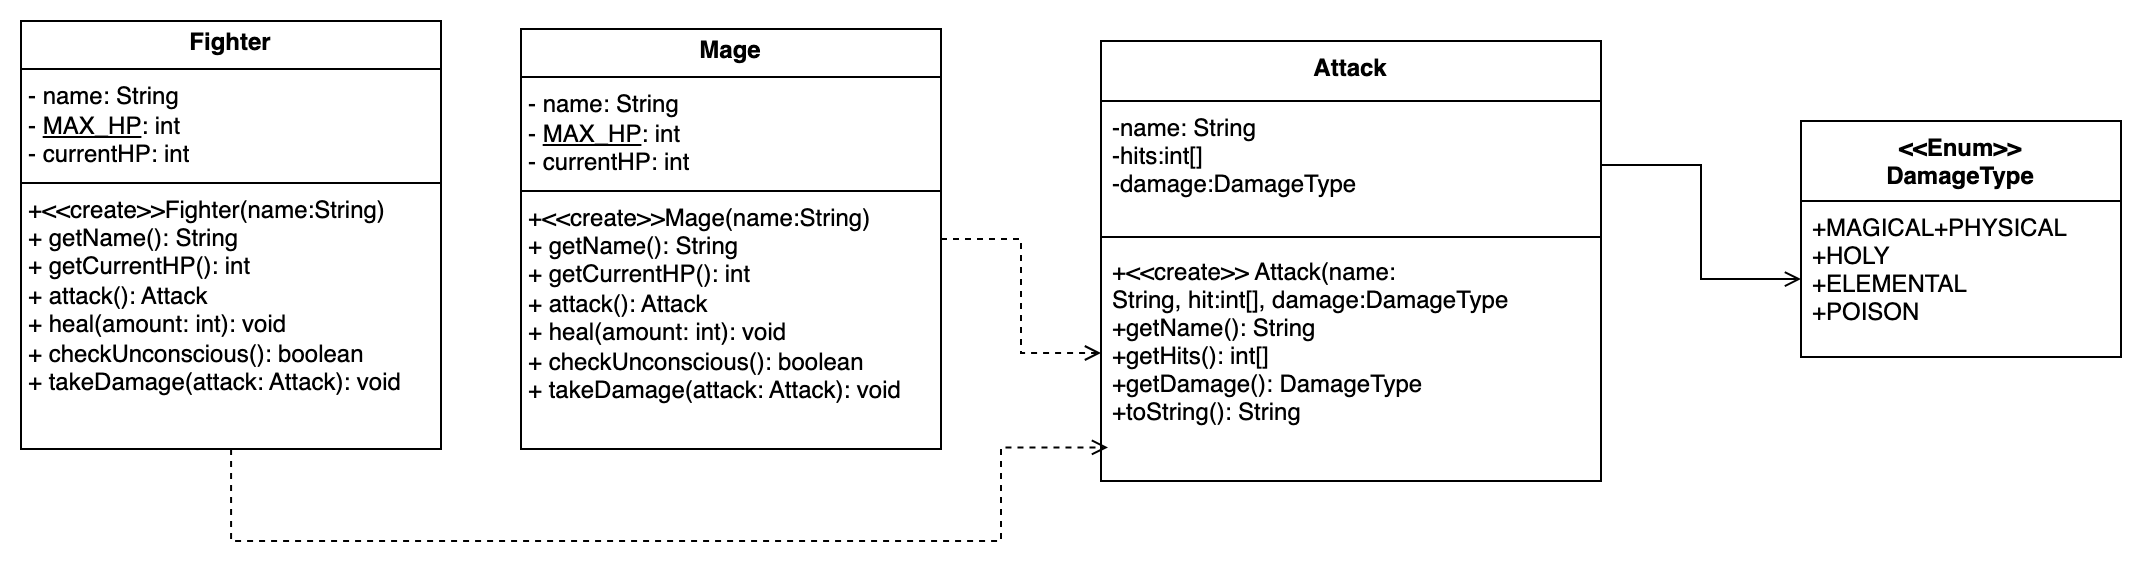 Fighter
- name: String
- MAX_HP: int
- currentHP: int
+<<create>>Fighter(name:String)
+ getName(): String
+ getCurrentHP(): int
+ attack(): Attack
+ heal(amount: int): void
+ checkUnconscious(): boolean
+ takeDamage(attack: Attack): void
Mage
- name: String
- MAX_HP: int
- currentHP: int
+<<create>>Mage(name:String)
+ getName(): String
+ getCurrentHP(): int
+ attack(): Attack
+ heal(amount: int): void
+ checkUnconscious(): boolean
+ takeDamage(attack: Attack): void
Attack
-name: String
-hits:int[]
-damage:DamageType
+<<create>> Attack(name:
String, hit:int[], damage:DamageType
+getName(): String
+getHits(): int[]
+getDamage(): DamageType
+toString(): String
<<Enum>>
DamageType
+MAGICAL+PHYSICAL
+HOLY
+ELEMENTAL
+POISON